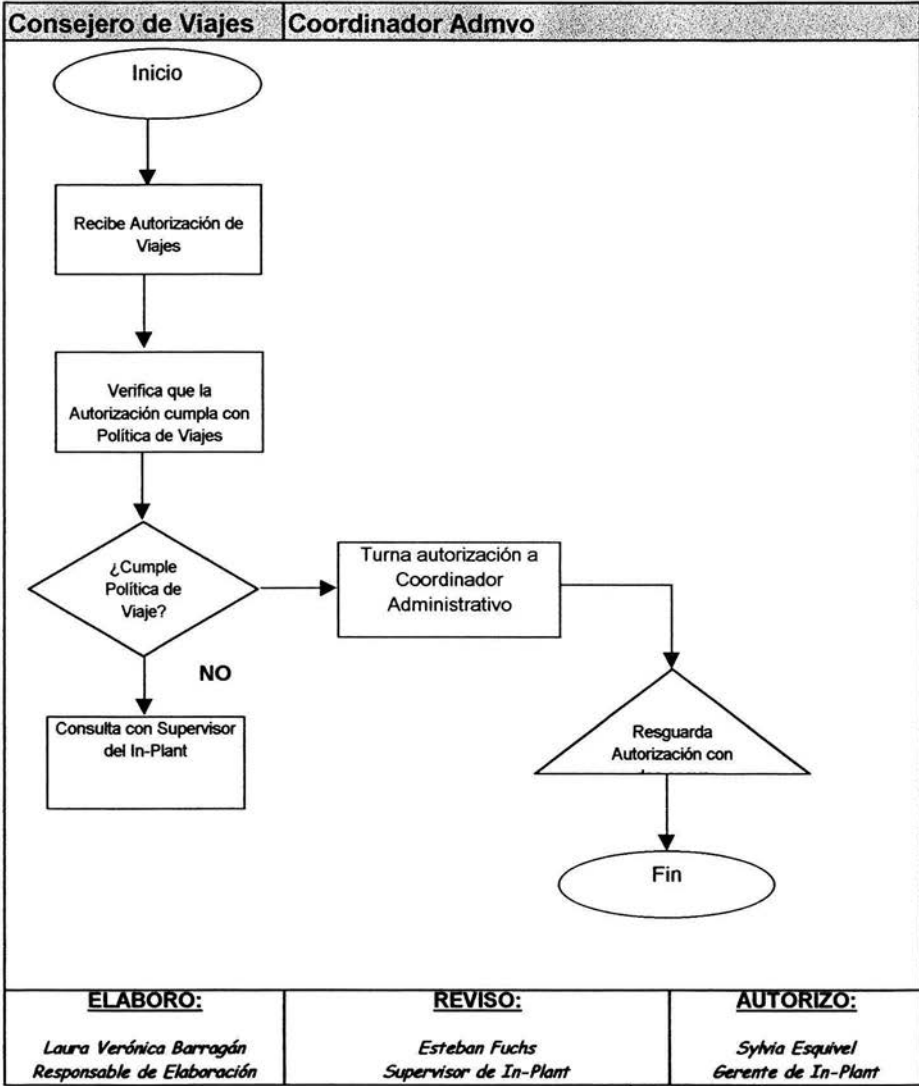 Consejero de Viajes
Coordinador Admvo
Inicio
Recibe Autorización de
Viajes
Verifica que la
Autorización cumpla con
Política de Viajes
¿Cumple
Política de
Viaje?
Turna autorización a
Coordinador
Administrativo
NO
Consulta con Supervisor
del In-Plant
Resguarda
Autorización con
Fin
ELABORO:
Laura Verónica Barragán
Responsable de Elaboración
REVISO:
Esteban Fuchs
Supervisor de In-Plant
AUTORIZO:
Sylvia Esquivel
Gerente de In-Plant